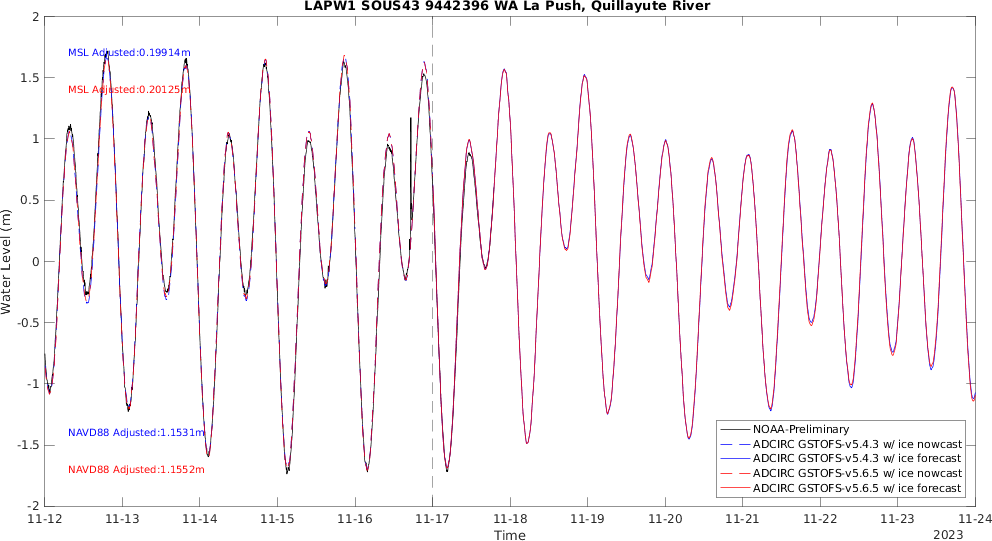 LAPW1 SOUS43 9442396 WA La Push, Quillayute River
2
1.5
1
0.5
0
-0.5
-1
-1.5
-2
Water Level (m)
MSL Adjusted:0.19914m
MSL Adjusted:0.20125m
NAVD88 Adjusted:1.1531m
NAVD88 Adjusted:1.1552m
NOAA-Preliminary
ADCIRC GSTOFS-v5.4.3 w/ ice nowcast
ADCIRC GSTOFS-v5.4.3 w/ ice forecast
ADCIRC GSTOFS-v5.6.5 w/ ice nowcast
ADCIRC GSTOFS-v5.6.5 w/ ice forecast
11-12 11-13 11-14 11-15 11-16 11-17 11-18 11-19 11-20 11-21 11-22 11-23 11-24
Time
2023